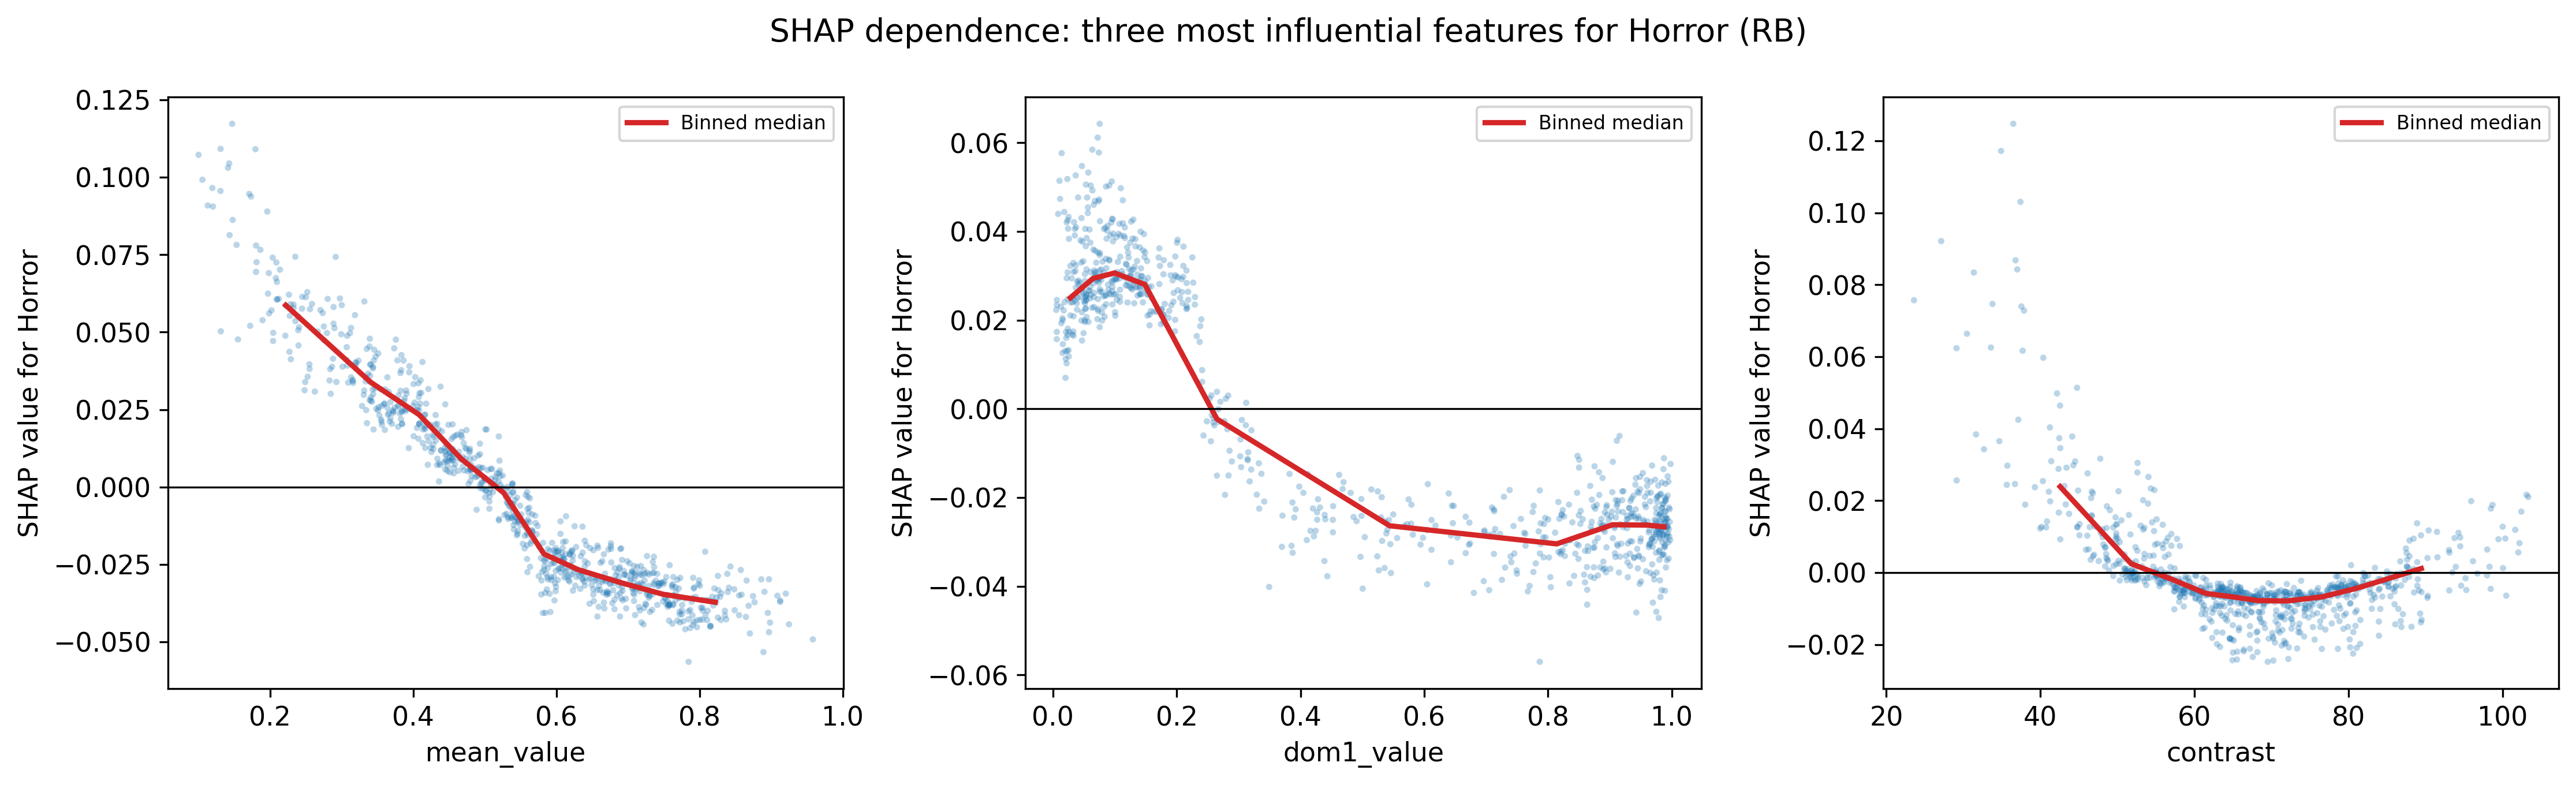 SHAP dependence: three most influential features for Horror (RB)
SHAP value for Horror
0.125
0.100
0.075
0.050
0.025
0.000
−0.025
−0.050
Binned median
0.2 0.4 0.6 0.8 1.0
mean_value
SHAP value for Horror
0.06
0.04
0.02
0.00
−0.02
−0.04
−0.06
Binned median
0.0 0.2 0.4 0.6 0.8 1.0
dom1_value
SHAP value for Horror
0.12
0.10
0.08
0.06
0.04
0.02
0.00
−0.02
Binned median
20 40 60 80 100
contrast